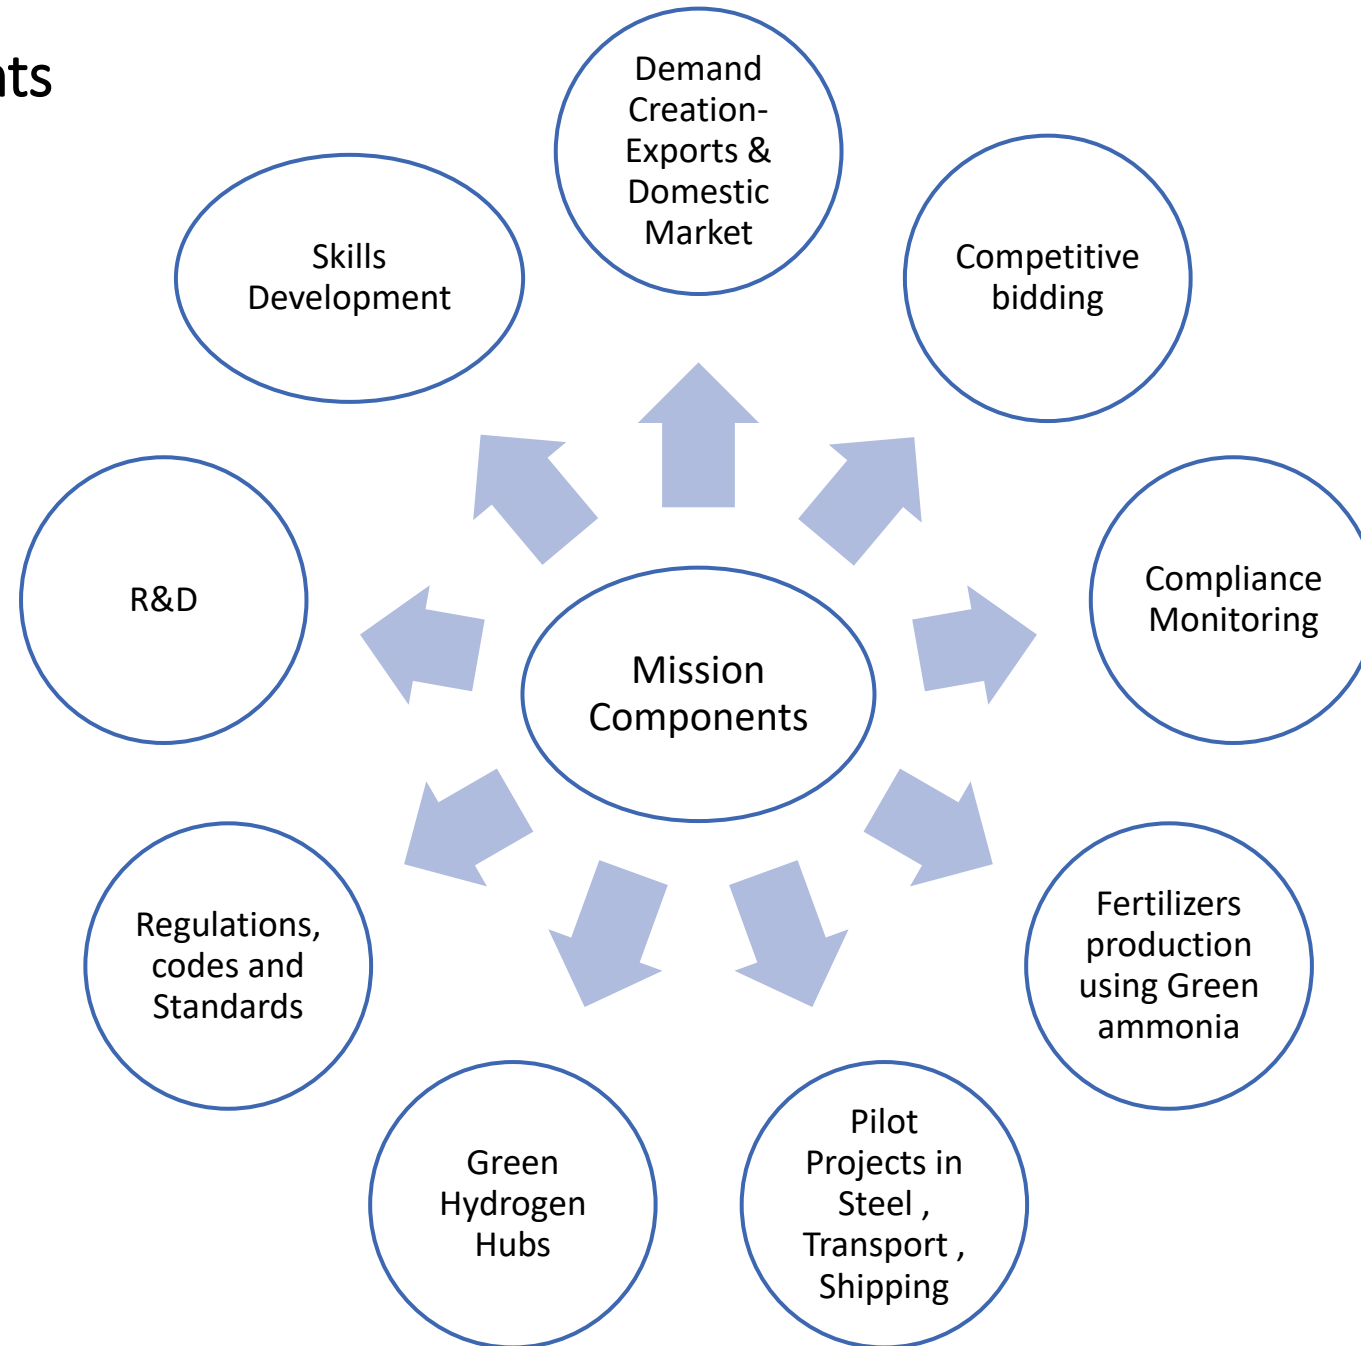 nts
Demand
Creation-
Exports &
Domestic
Market
Competitive
bidding
Compliance
Monitoring
Fertilizers
production
using Green
ammonia
Pilot
Projects in
Steel ,
Transport ,
Shipping
Green
Hydrogen
Hubs
Regulations,
codes and
Standards
R&D
Skills
Development
Mission
Components